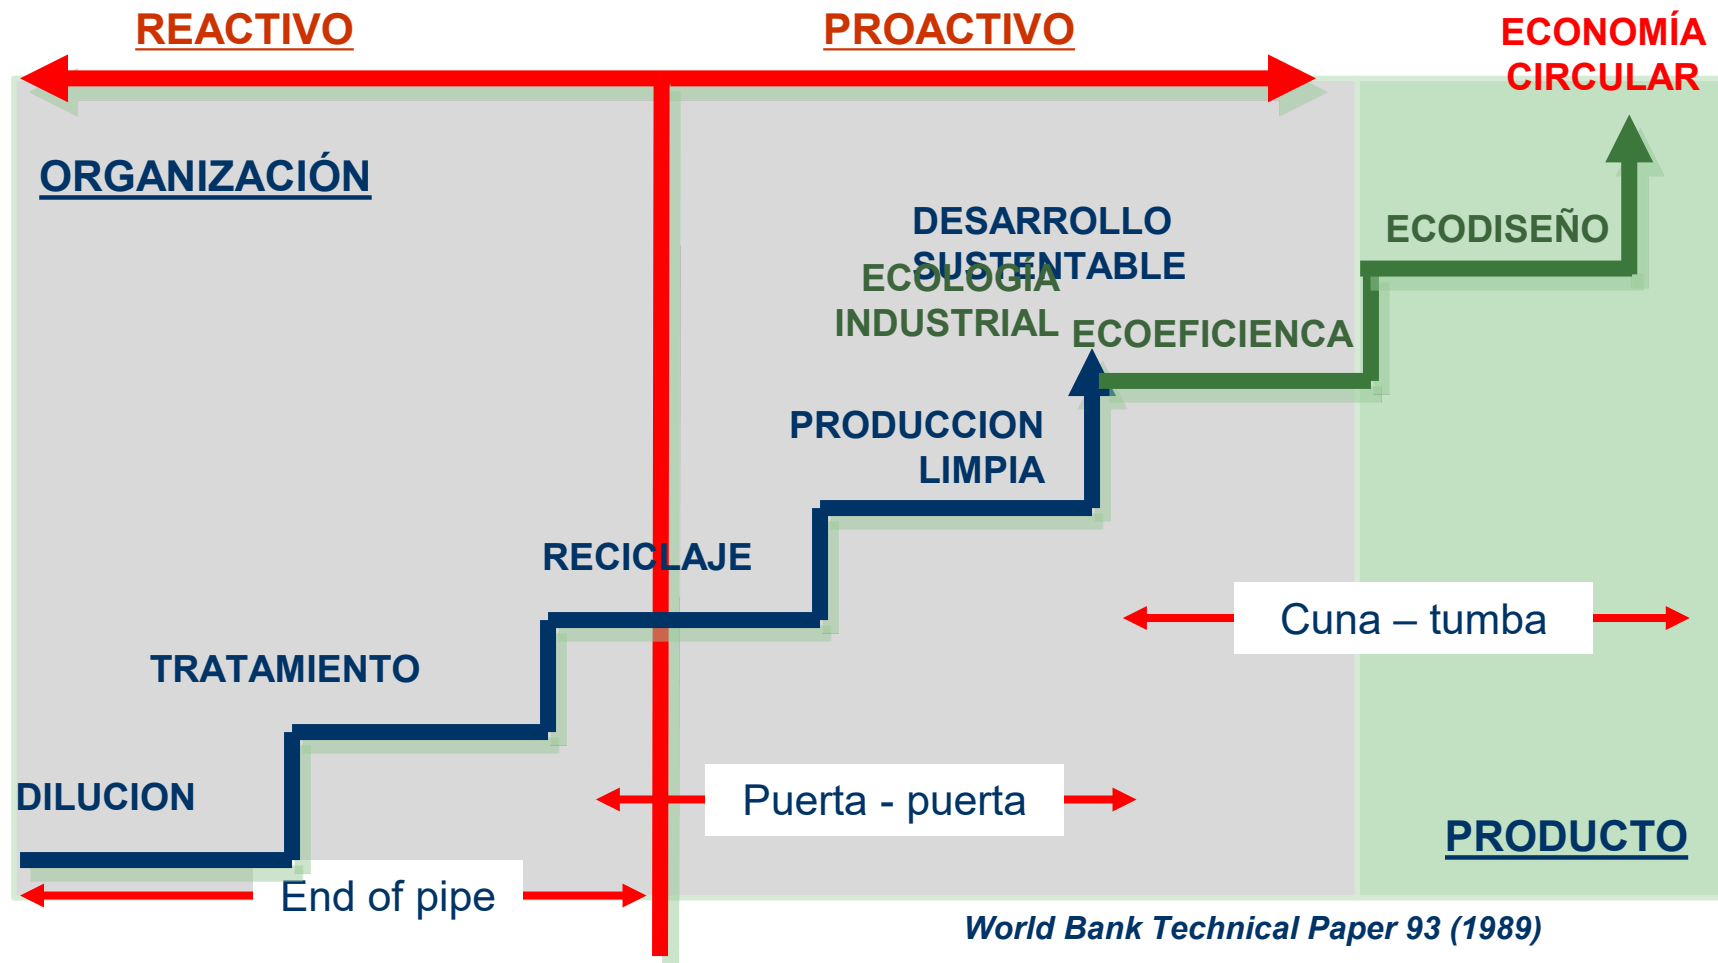 REACTIVO
PROACTIVO
ECONOMÍA
CIRCULAR
ORGANIZACIÓN
DESARROLLO
SUSTENTABLE
ECOLOGÍA
INDUSTRIAL
ECODISEÑO
ECOEFICIENCA
PRODUCCION
LIMPIA
RECICLAJE
Cuna – tumba
TRATAMIENTO
DILUCION
Puerta - puerta
PRODUCTO
End of pipe
World Bank Technical Paper 93 (1989)